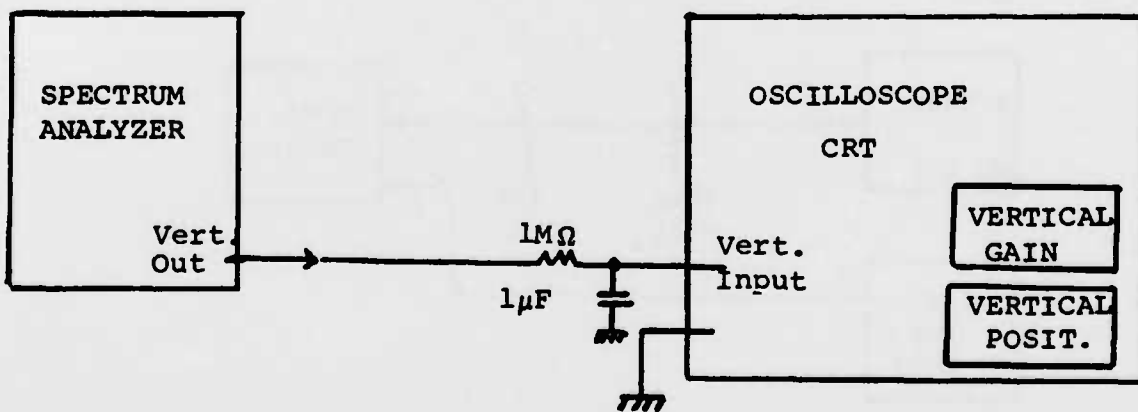 SPECTRUM
ANALYZER
Vert.
Out
1MΩ
1µF
OSCILLOSCOPE
CRT
Vert.
Input
VERTICAL
GAIN
VERTICAL
POSIT.